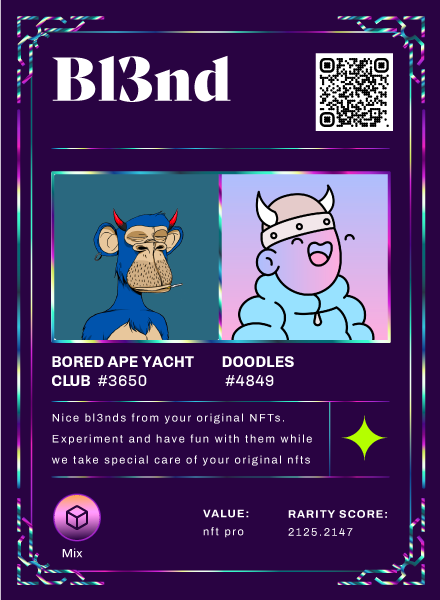 Bl3nd
BORED APE YACHT
CLUB #3650
DOODLES
#4849
Nice bl3nds from your original NFTs.
Experiment and have fun with them while
we take special care of your original nfts
Mix
VALUE:
nft pro
RARITY SCORE:
2125.2147